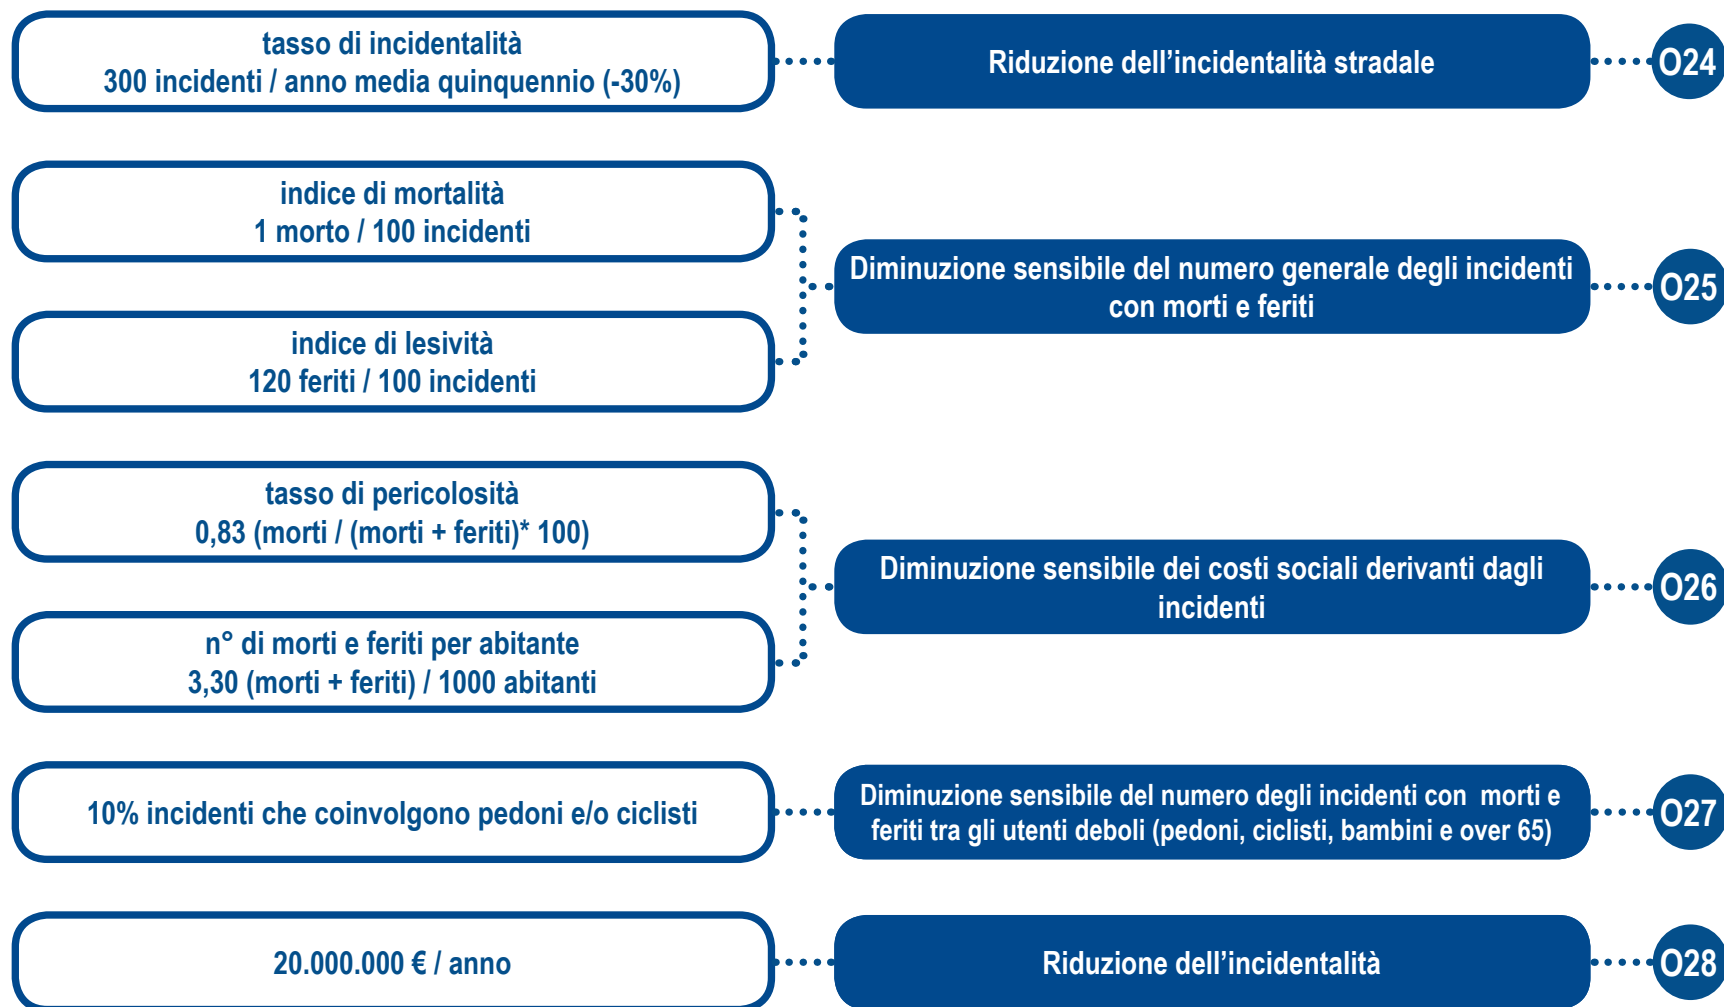 tasso di incidentalità
300 incidenti / anno media quinquennio (-30%)
Riduzione dell’incidentalità stradale
O24
indice di mortalità
1 morto / 100 incidenti
indice di lesività
120 feriti / 100 incidenti
Diminuzione sensibile del numero generale degli incidenti
con morti e feriti
O25
tasso di pericolosità
0,83 (morti / (morti + feriti)* 100)
n° di morti e feriti per abitante
3,30 (morti + feriti) / 1000 abitanti
Diminuzione sensibile dei costi sociali derivanti dagli
incidenti
O26
10% incidenti che coinvolgono pedoni e/o ciclisti
Diminuzione sensibile del numero degli incidenti con  morti e
feriti tra gli utenti deboli (pedoni, ciclisti, bambini e over 65)
O27
20.000.000 € / anno
Riduzione dell’incidentalità
O28